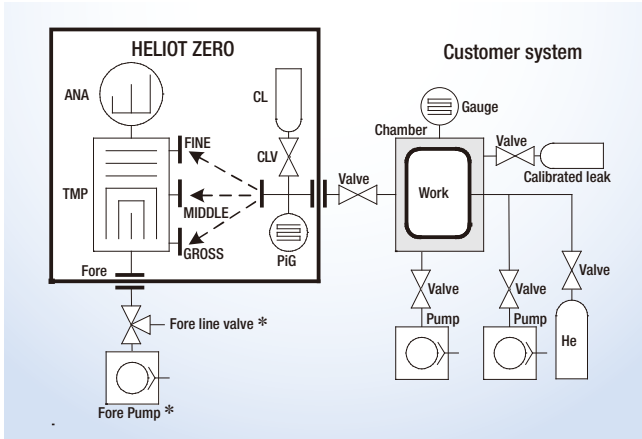 HELIOT ZERO
Customer system
ANA
CL
Gauge
Chamber
FINE
CLV
Valve
Valve
Calibrated leak
Work
TMP
MIDDLE
GROSS
PiG
Fore
Valve
Valve
Valve
Fore line valve *
Pump
Pump
He
Fore Pump *